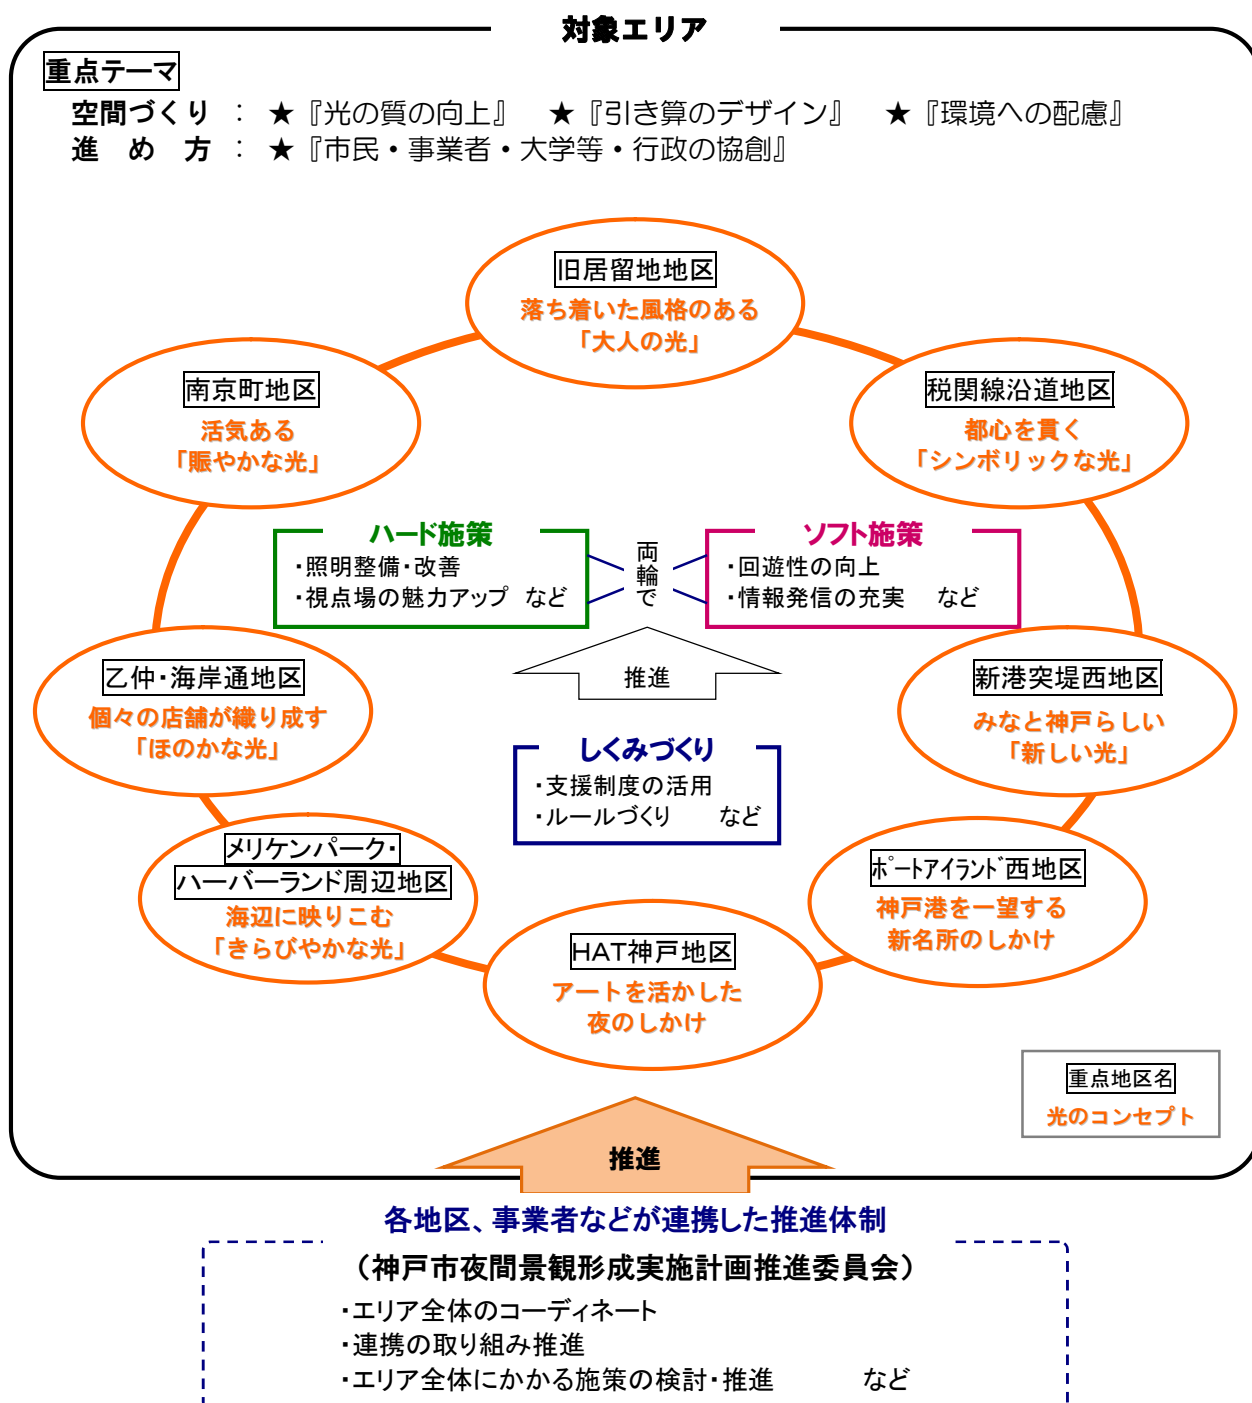 対象エリア
重点テーマ
空間づくり : ★『光の質の向上』 ★『引き算のデザイン』 ★『環境への配慮』
進め方 : ★『市民・事業者・大学等・行政の協創』
旧居留地地区
落ち着いた風格のある
「大人の光」
南京町地区
活気ある
「賑やかな光」
税関線沿道地区
都心を貫く
「シンボリックな光」
ハード施策
・照明整備・改善
・視点場の魅力アップ など
両輪で
ソフト施策
・回遊性の向上
・情報発信の充実 など
推進
乙仲・海岸通地区
個々の店舗が織り成す
「ほのかな光」
新港突堤西地区
みなと神戸らしい
「新しい光」
しくみづくり
・支援制度の活用
・ルールづくり など
メリケンパーク・
ハーバーランド周辺地区
海辺に映りこむ
「きらびやかな光」
ポートアイランド西地区
神戸港を一望する
新名所のしかけ
HAT神戸地区
アートを活かした
夜のしかけ
重点地区名
光のコンセプト
推進
各地区、事業者などが連携した推進体制
（神戸市夜間景観形成実施計画推進委員会）
・エリア全体のコーディネート
・連携の取り組み推進
・エリア全体にかかる施策の検討・推進 など